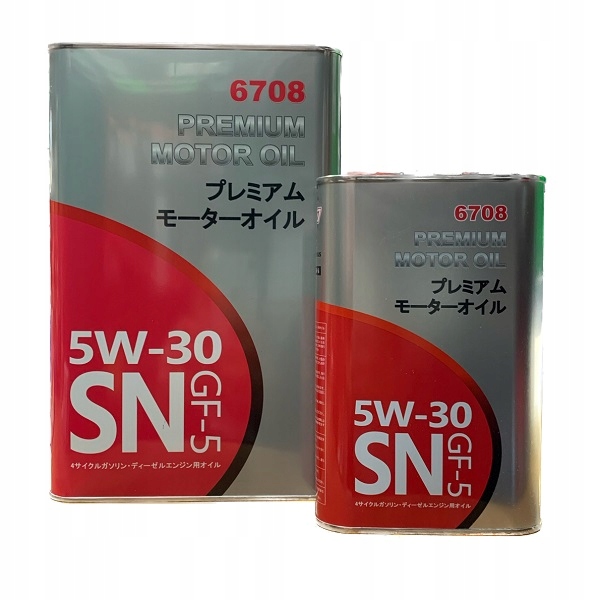 6708
PREMIUM
MOTOR OIL
プレミアム
モーターオイル
5W-30
SN
GF-5
4サイクルガソリン・ディーゼルエンジン用オイル
6708
PREMIUM
MOTOR OIL
プレミアム
モーターオイル
5W-30
SN
GF-5
4サイクルガソリン・ディーゼルエンジン用オイル